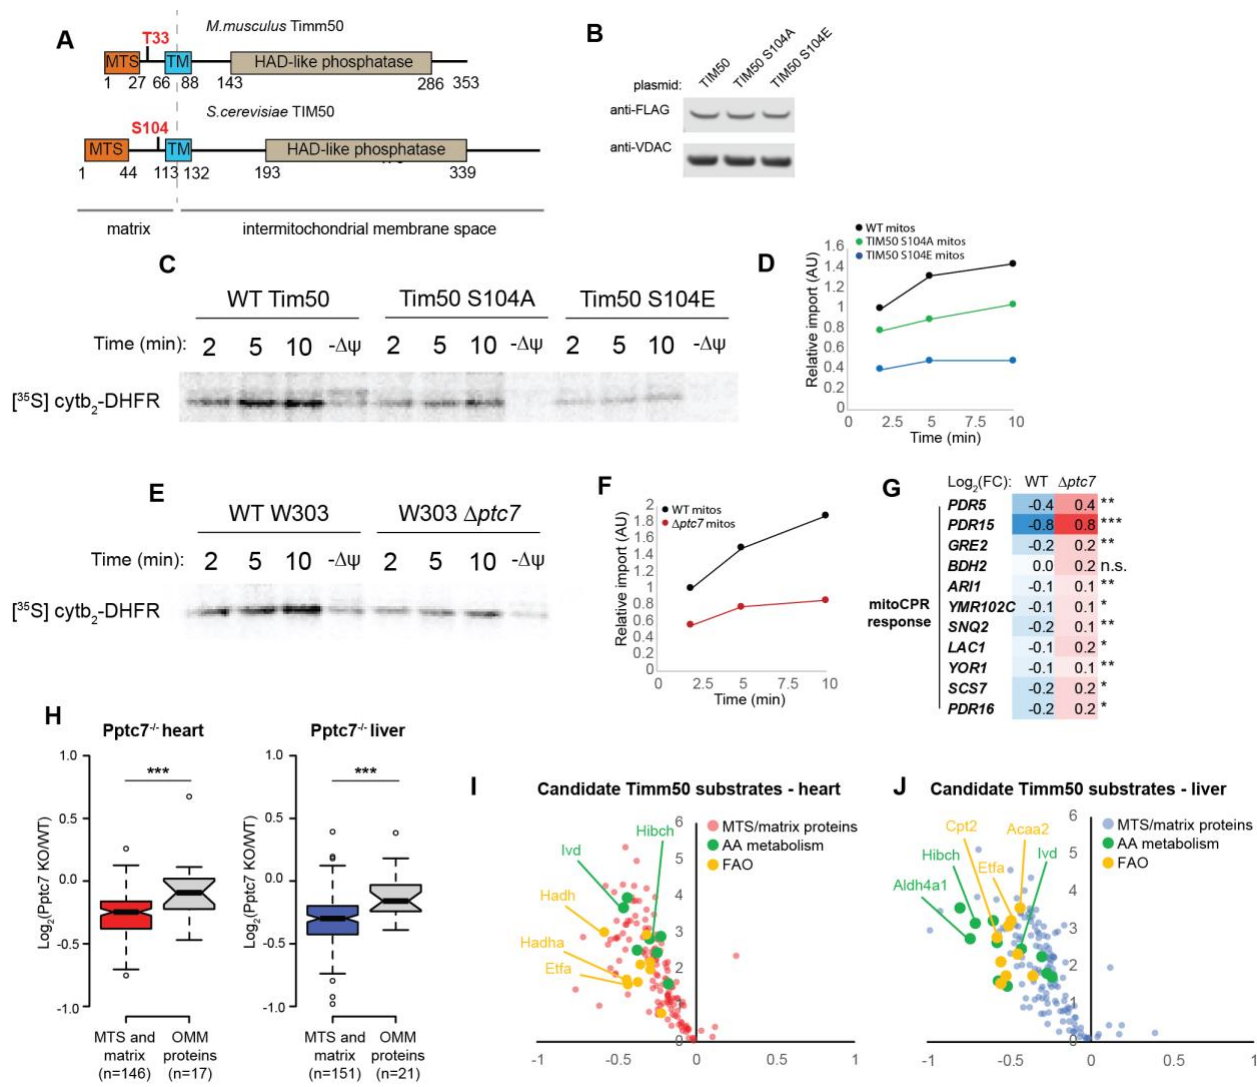 A
M.musculus Timm50
T33
MTS TM HAD-like phosphatase
1 27 66 88 143 286 353
S.cerevisiae TIM50
S104
MTS TM HAD-like phosphatase
1 44 113 132 193 339
matrix intermitochondrial membrane space
B
plasmid: TIM50 TIM50 S104A TIM50 S104E
anti-FLAG
anti-VDAC
C
WT Tim50 Tim50 S104A Tim50 S104E
Time (min): 2 5 10 -Δψ 2 5 10 -Δψ 2 5 10 -Δψ
[35S] cytb2-DHFR
D
WT mitos
TIM50 S104A mitos
TIM50 S104E mitos
Relative import (AU)
1.6
1.4
1.2
1
0.8
0.6
0.4
0.2
0
0 2.5 5 7.5 10
Time (min)
E
WT W303 W303 Δptc7
Time (min): 2 5 10 -Δψ 2 5 10 -Δψ
[35S] cytb2-DHFR
F
WT mitos
Δptc7 mitos
Relative import (AU)
2
1.8
1.6
1.4
1.2
1
0.8
0.6
0.4
0.2
0
0 2.5 5 7.5 10
Time (min)
G
Log2(FC): WT Δptc7
mitoCPR
response
PDR5 -0.4 0.4 **
PDR15 -0.8 0.8 ***
GRE2 -0.2 0.2 **
BDH2 0.0 0.2 n.s.
ARI1 -0.1 0.1 **
YMR102C -0.1 0.1 *
SNQ2 -0.2 0.1 **
LAC1 -0.1 0.2 *
YOR1 -0.1 0.1 **
SCS7 -0.2 0.2 *
PDR16 -0.2 0.2 *
H
Pptc7-/- heart
Log2(Pptc7 KO/WT)
1.0
0.5
0.0
-0.5
-1.0
***
MTS and
matrix
(n=146)
OMM
proteins
(n=17)
Pptc7-/- liver
Log2(Pptc7 KO/WT)
1.0
0.5
0.0
-0.5
-1.0
***
MTS and
matrix
(n=151)
OMM
proteins
(n=21)
I
Candidate Timm50 substrates - heart
MTS/matrix proteins
AA metabolism
FAO
Hibch
Ivd
Hadh
Hadha
Etfa
6
5
4
3
2
1
0
-1 -0.5 0 0.5 1
J
Candidate Timm50 substrates - liver
MTS/matrix proteins
AA metabolism
FAO
Cpt2 Acaa2
Hibch Etfa Ivd
Aldh4a1
6
5
4
3
2
1
0
-1 -0.5 0 0.5 1